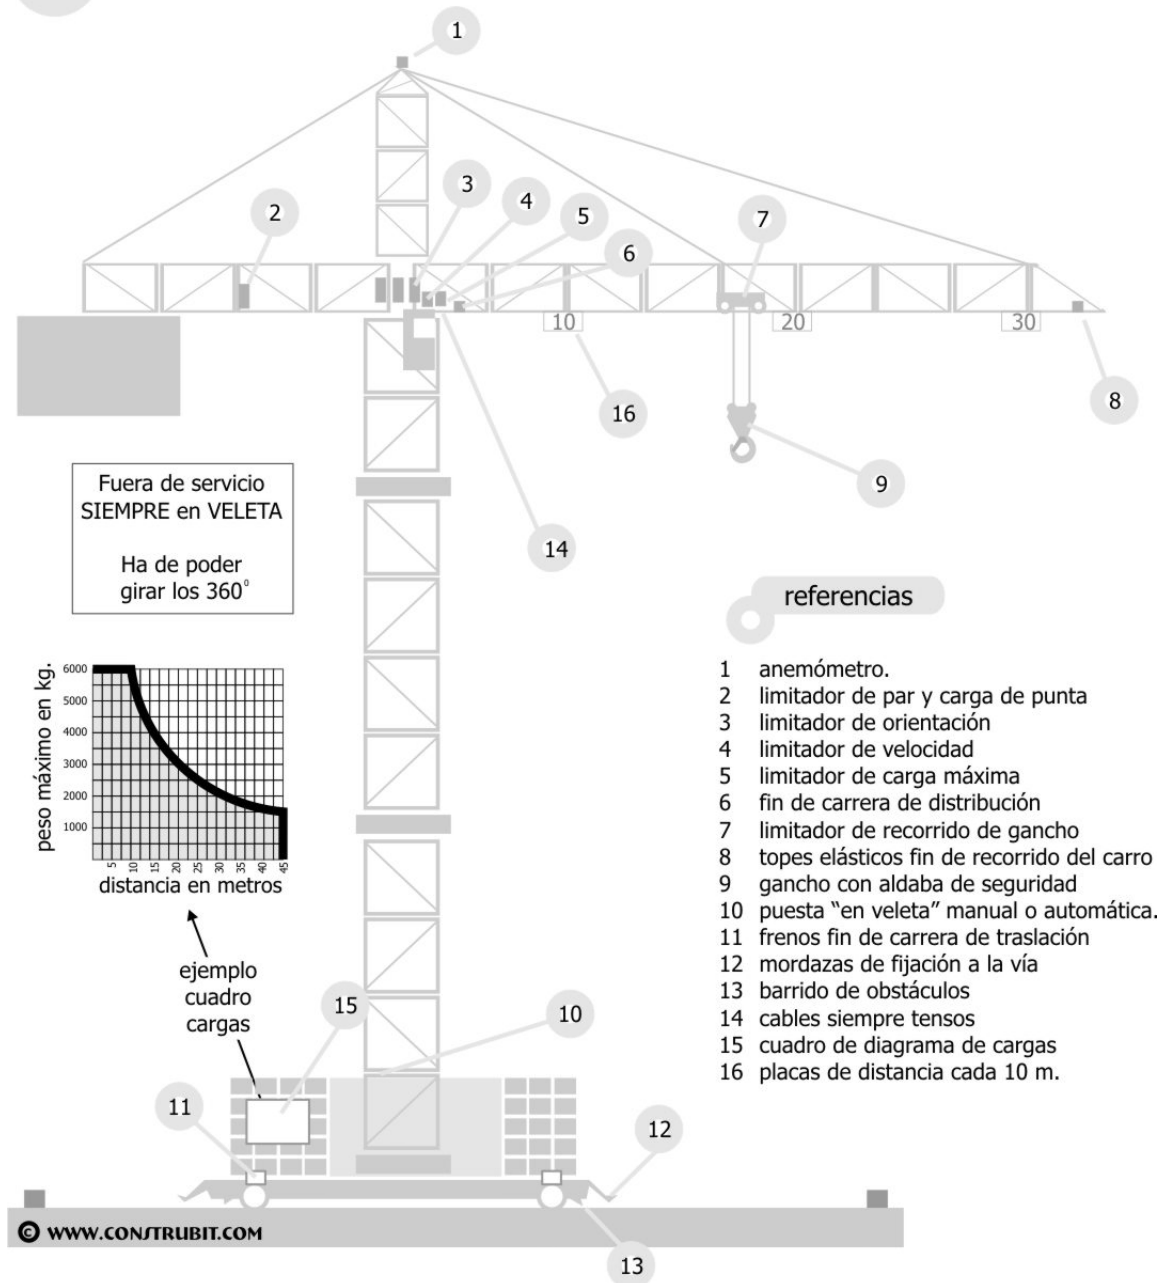 1
2
3
4
5
6
7
8
10
20
30
16
9
14
Fuera de servicio
SIEMPRE en VELETA
Ha de poder
girar los 360°
peso máximo en kg.
6000
5000
4000
3000
2000
1000
5
10
15
20
25
30
35
40
45
distancia en metros
ejemplo
cuadro
cargas
15
10
11
12
13
referencias
1 anemómetro.
2 limitador de par y carga de punta
3 limitador de orientación
4 limitador de velocidad
5 limitador de carga máxima
6 fin de carrera de distribución
7 limitador de recorrido de gancho
8 topes elásticos fin de recorrido del carro
9 gancho con aldaba de seguridad
10 puesta “en veleta” manual o automática.
11 frenos fin de carrera de traslación
12 mordazas de fijación a la vía
13 barrido de obstáculos
14 cables siempre tensos
15 cuadro de diagrama de cargas
16 placas de distancia cada 10 m.
© WWW.CONSTRUBIT.COM